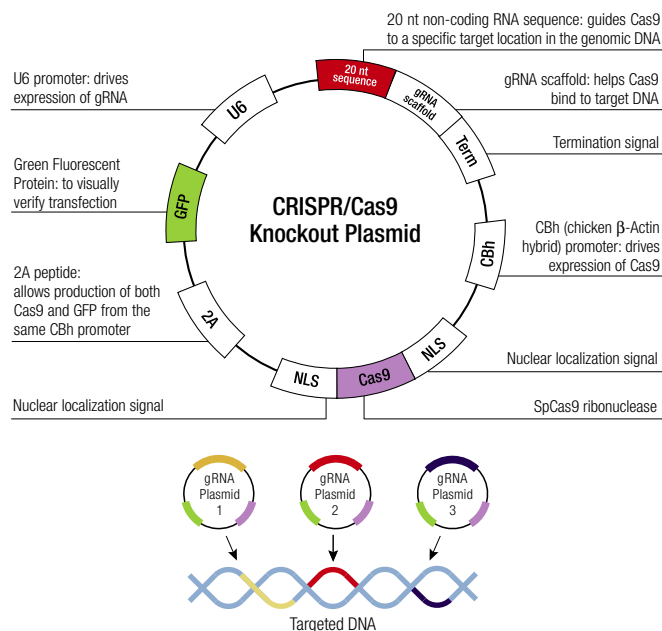 20 nt non-coding RNA sequence: guides Cas9
to a specific target location in the genomic DNA
U6 promoter: drives
expression of gRNA
gRNA scaffold: helps Cas9
bind to target DNA
Termination signal
Green Fluorescent
Protein: to visually
verify transfection
CBh (chicken β-Actin
hybrid) promoter: drives
expression of Cas9
2A peptide:
allows production of both
Cas9 and GFP from the
same CBh promoter
Nuclear localization signal
Nuclear localization signal
SpCas9 ribonuclease
20 nt
sequence
gRNA
scaffold
Term
CBh
NLS
Cas9
NLS
2A
GFP
U6
CRISPR/Cas9
Knockout Plasmid
gRNA
Plasmid
1
gRNA
Plasmid
2
gRNA
Plasmid
3
Targeted DNA